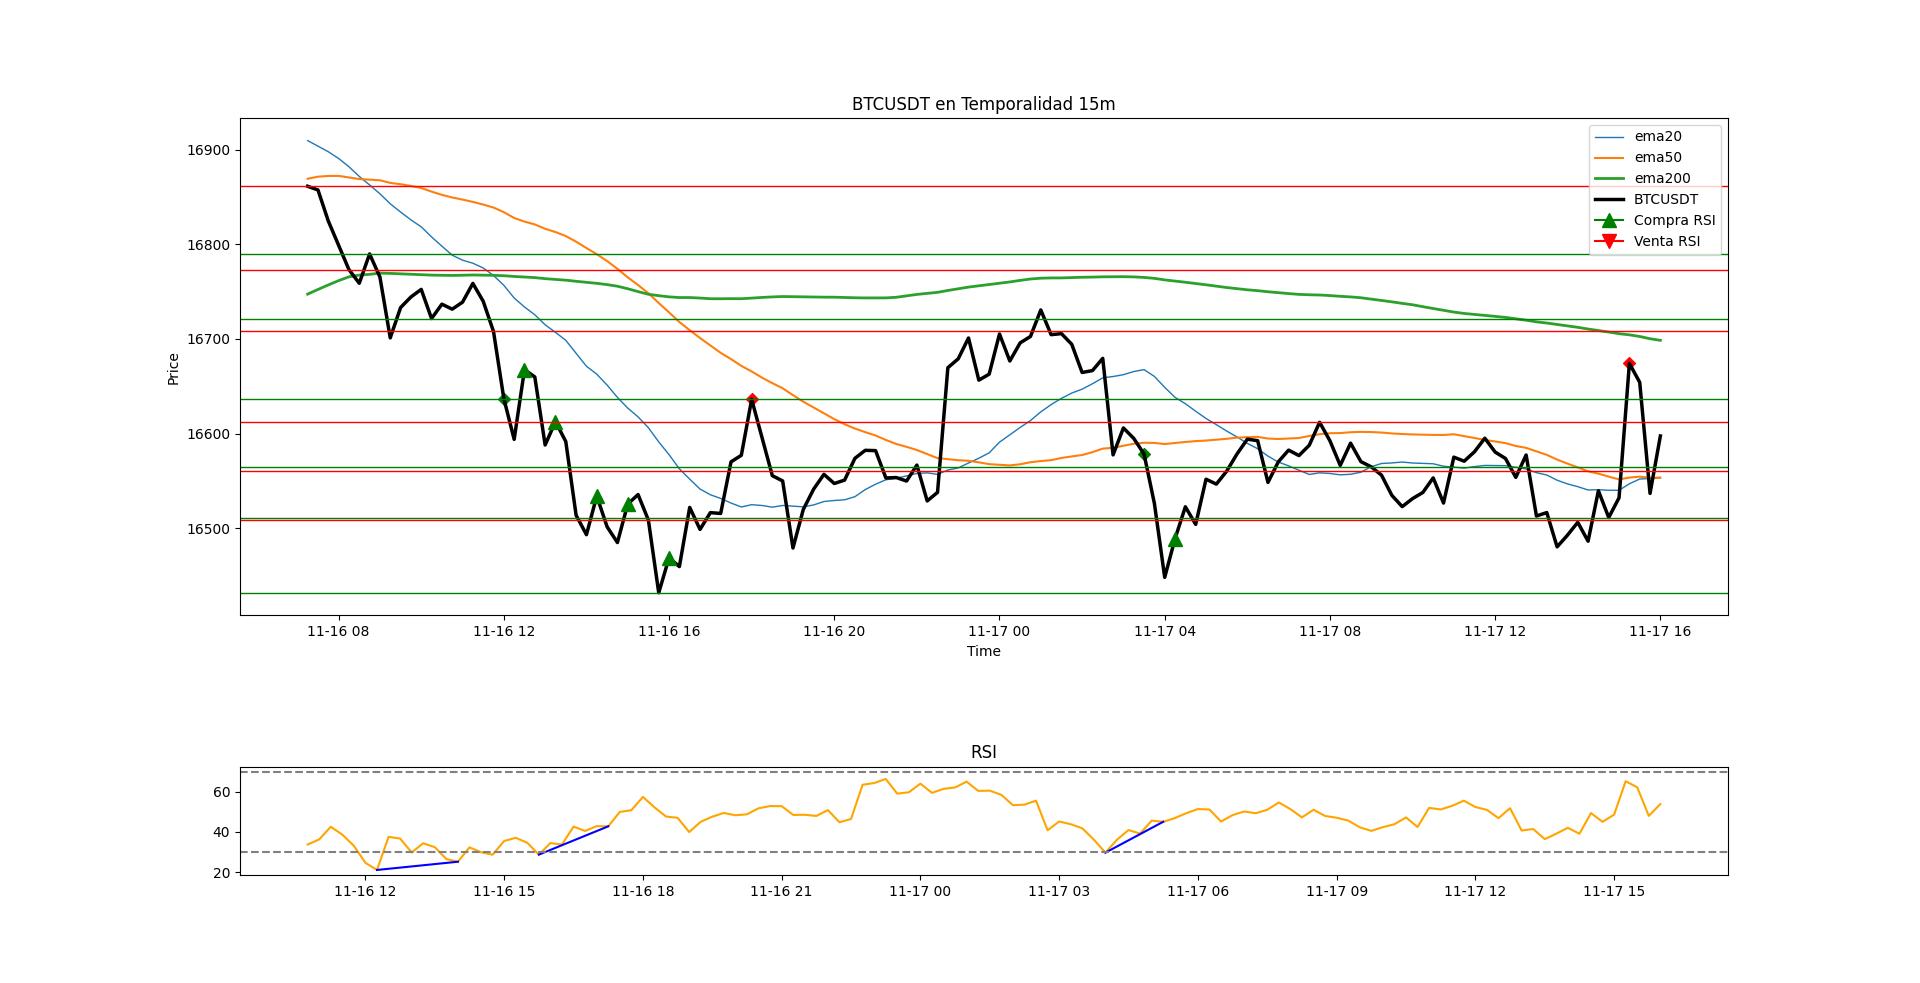 BTCUSDT en Temporalidad 15m
ema20
ema50
ema200
BTCUSDT
Compra RSI
Venta RSI
Price
16900
16800
16700
16600
16500
11-16 08 11-16 12 11-16 16 11-16 20 11-17 00 11-17 04 11-17 08 11-17 12 11-17 16
Time
RSI
60
40
20
11-16 12 11-16 15 11-16 18 11-16 21 11-17 00 11-17 03 11-17 06 11-17 09 11-17 12 11-17 15